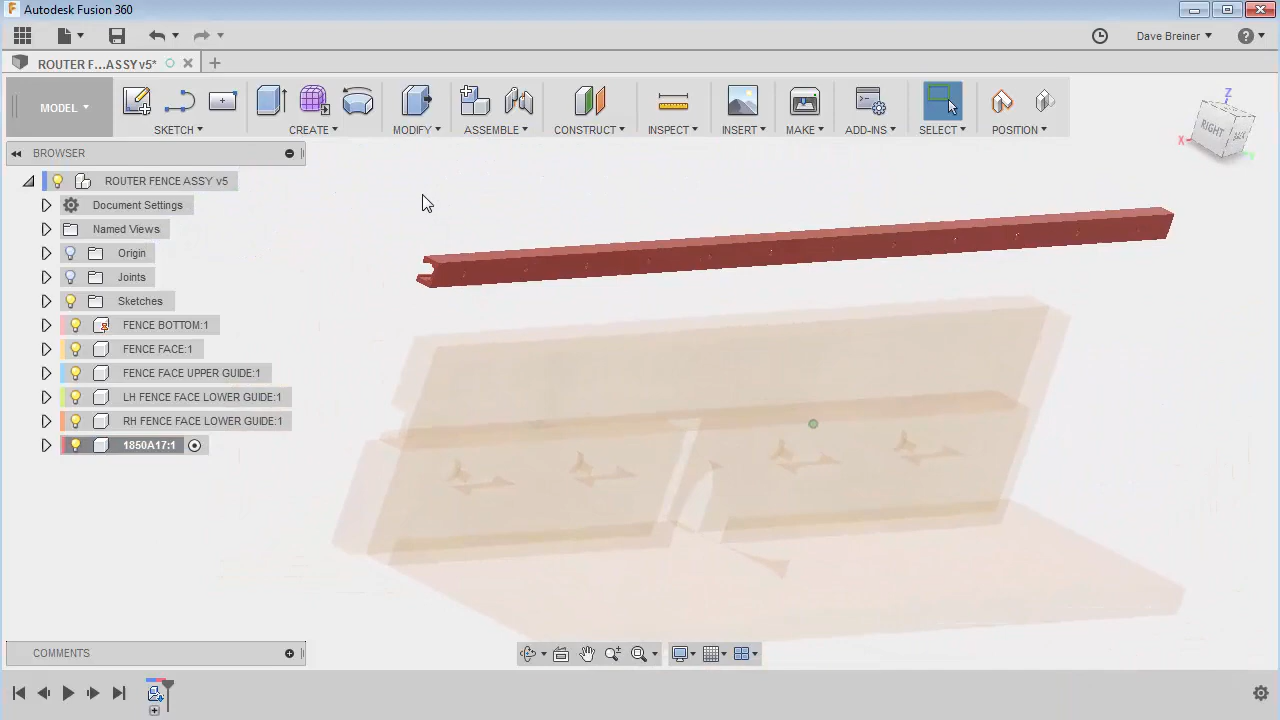 Autodesk Fusion 360
Dave Breiner
ROUTER F...ASSY v5*
MODEL
SKETCH
CREATE
MODIFY
ASSEMBLE
CONSTRUCT
INSPECT
INSERT
MAKE
ADD-INS
SELECT
POSITION
Z
RIGHT
BACK
X
Y
BROWSER
ROUTER FENCE ASSY v5
Document Settings
Named Views
Origin
Joints
Sketches
FENCE BOTTOM:1
FENCE FACE:1
FENCE FACE UPPER GUIDE:1
LH FENCE FACE LOWER GUIDE:1
RH FENCE FACE LOWER GUIDE:1
1850A17:1
COMMENTS